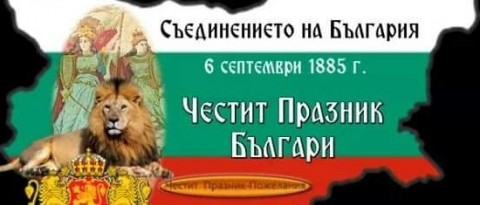 Съединението на България
6 септември 1885 г.
Честит Празник
Българи
Честит Празник-Пожелания